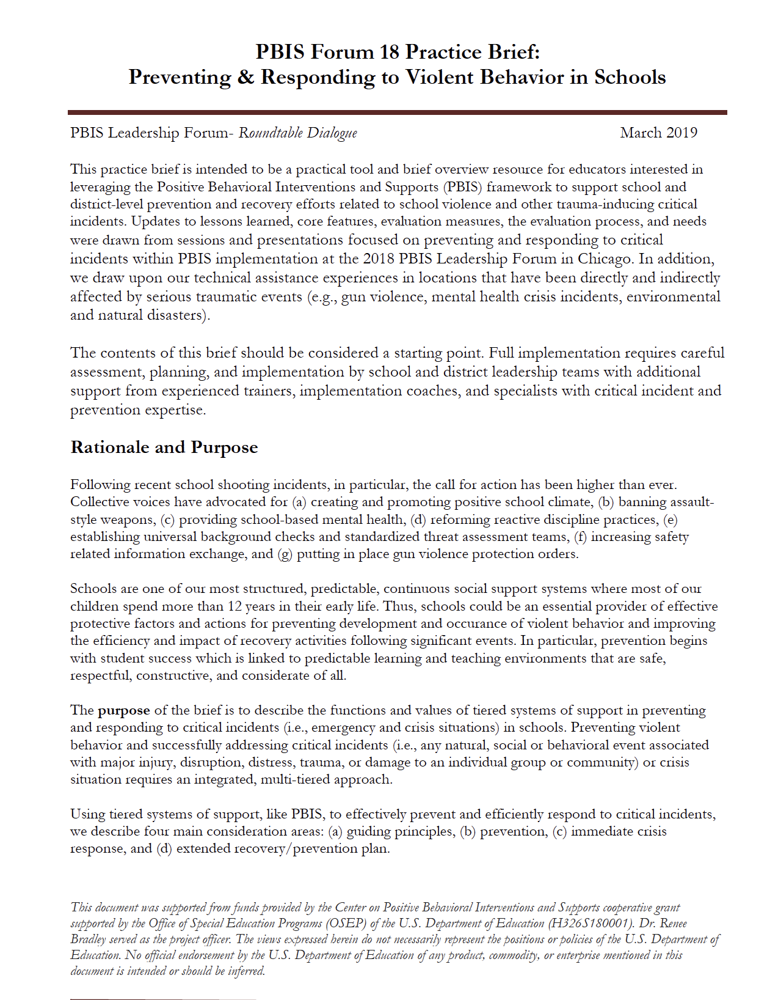 PBIS Forum 18 Practice Brief:
Preventing & Responding to Violent Behavior in Schools
PBIS Leadership Forum- Roundtable Dialogue March 2019
This practice brief is intended to be a practical tool and brief overview resource for educators interested in
leveraging the Positive Behavioral Interventions and Supports (PBIS) framework to support school and
district-level prevention and recovery efforts related to school violence and other trauma-inducing critical
incidents. Updates to lessons learned, core features, evaluation measures, the evaluation process, and needs
were drawn from sessions and presentations focused on preventing and responding to critical
incidents within PBIS implementation at the 2018 PBIS Leadership Forum in Chicago. In addition,
we draw upon our technical assistance experiences in locations that have been directly and indirectly
affected by serious traumatic events (e.g., gun violence, mental health crisis incidents, environmental
and natural disasters).
The contents of this brief should be considered a starting point. Full implementation requires careful
assessment, planning, and implementation by school and district leadership teams with additional
support from experienced trainers, implementation coaches, and specialists with critical incident and
prevention expertise.
Rationale and Purpose
Following recent school shooting incidents, in particular, the call for action has been higher than ever.
Collective voices have advocated for (a) creating and promoting positive school climate, (b) banning assault-
style weapons, (c) providing school-based mental health, (d) reforming reactive discipline practices, (e)
establishing universal background checks and standardized threat assessment teams, (f) increasing safety
related information exchange, and (g) putting in place gun violence protection orders.
Schools are one of our most structured, predictable, continuous social support systems where most of our
children spend more than 12 years in their early life. Thus, schools could be an essential provider of effective
protective factors and actions for preventing development and occurance of violent behavior and improving
the efficiency and impact of recovery activities following significant events. In particular, prevention begins
with student success which is linked to predictable learning and teaching environments that are safe,
respectful, constructive, and considerate of all.
The purpose of the brief is to describe the functions and values of tiered systems of support in preventing
and responding to critical incidents (i.e., emergency and crisis situations) in schools. Preventing violent
behavior and successfully addressing critical incidents (i.e., any natural, social or behavioral event associated
with major injury, disruption, distress, trauma, or damage to an individual group or community) or crisis
situation requires an integrated, multi-tiered approach.
Using tiered systems of support, like PBIS, to effectively prevent and efficiently respond to critical incidents,
we describe four main consideration areas: (a) guiding principles, (b) prevention, (c) immediate crisis
response, and (d) extended recovery/prevention plan.
This document was supported from funds provided by the Center on Positive Behavioral Interventions and Supports cooperative grant
supported by the Office of Special Education Programs (OSEP) of the U.S. Department of Education (H326S180001). Dr. Renee
Bradley served as the project officer. The views expressed herein do not necessarily represent the positions or policies of the U.S. Department of
Education. No official endorsement by the U.S. Department of Education of any product, commodity, or enterprise mentioned in this
document is intended or should be inferred.